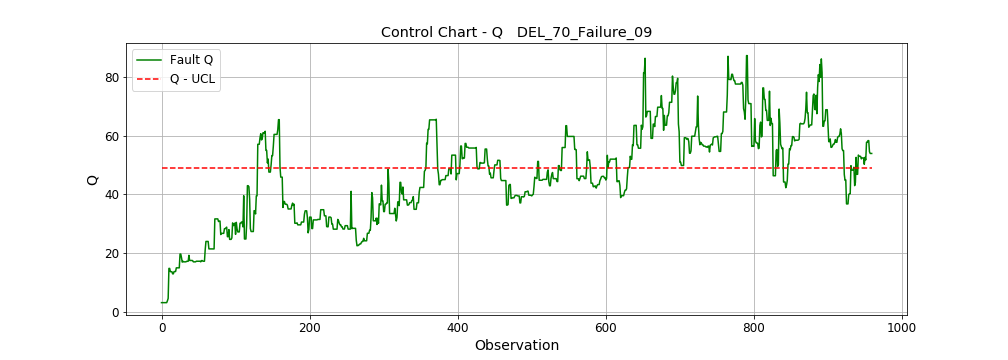 Control Chart - Q   DEL_70_Failure_09
Fault Q
Q - UCL
Q
80
60
40
20
0
0 200 400 600 800 1000
Observation